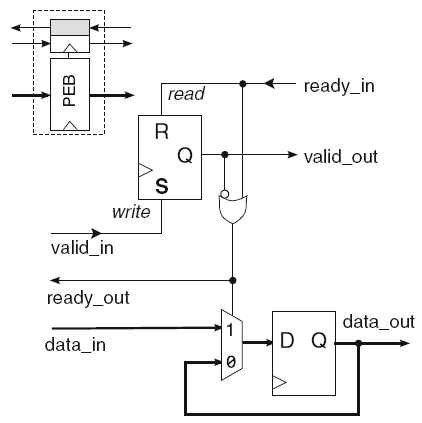 PEB
read
ready_in
R
Q
valid_out
S
write
valid_in
ready_out
data_in
1
0
D Q
data_out